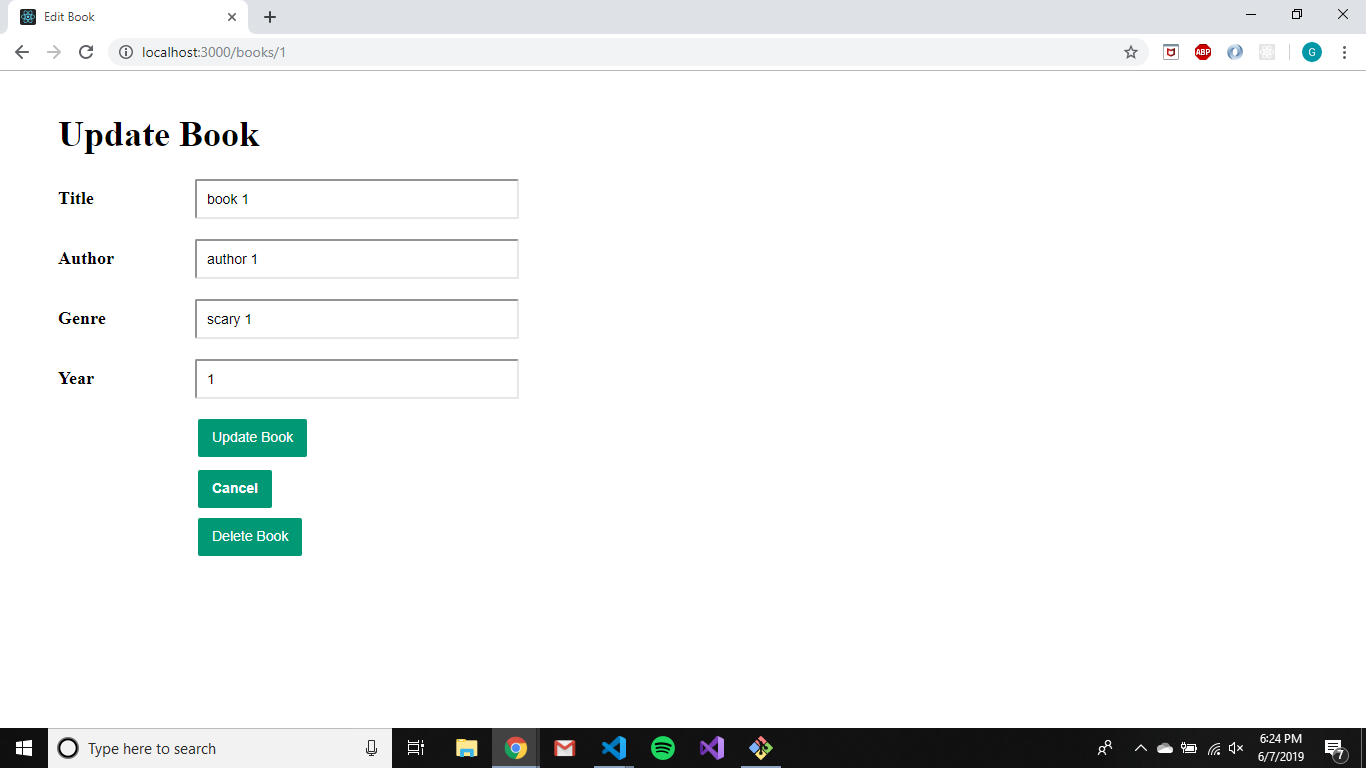 Edit Book
localhost:3000/books/1
ABP
G
Update Book
Title
book 1
Author
author 1
Genre
scary 1
Year
1
Update Book
Cancel
Delete Book
Type here to search
6:24 PM
6/7/2019
7